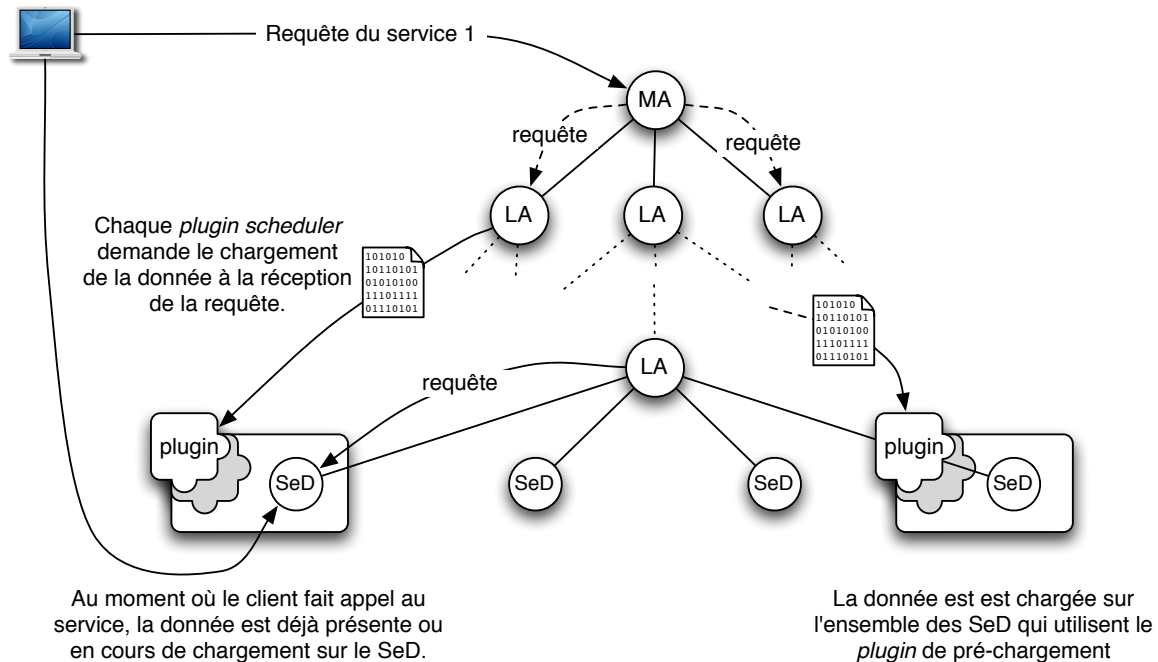 Requête du service 1
MA
requête
requête
LA
LA
LA
Chaque plugin scheduler
demande le chargement
de la donnée à la réception
de la requête.
101010
10110101
01010100
11101111
01110101
101010
10110101
01010100
11101111
01110101
LA
requête
plugin
SeD
SeD
SeD
plugin
SeD
Au moment où le client fait appel au
service, la donnée est déjà présente ou
en cours de chargement sur le SeD.
La donnée est est chargée sur
l'ensemble des SeD qui utilisent le
plugin de pré-chargement